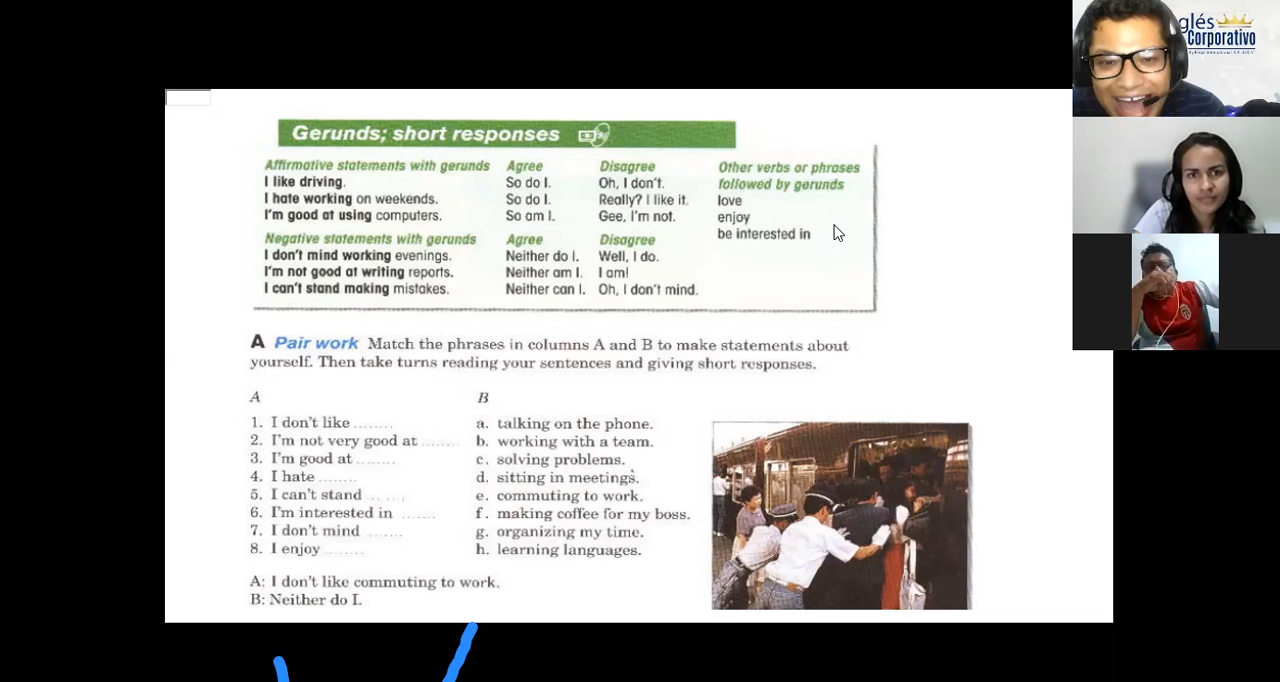 glés
Corporativo
Gerunds; short responses
Affirmative statements with gerunds Agree Disagree Other verbs or phrases
followed by gerunds
I like driving. So do I. Oh, I don't.
I hate working on weekends. So do I. Really? I like it. love
I'm good at using computers. So am I. Gee, I'm not. enjoy
be interested in
Negative statements with gerunds Agree Disagree
I don't mind working evenings. Neither do I. Well, I do.
I'm not good at writing reports. Neither am I. I am!
I can't stand making mistakes. Neither can I. Oh, I don't mind.
A Pair work Match the phrases in columns A and B to make statements about
yourself. Then take turns reading your sentences and giving short responses.
A B
1. I don't like ........ a. talking on the phone.
2. I'm not very good at ........ b. working with a team.
3. I'm good at ........ c. solving problems.
4. I hate ........ d. sitting in meetings.
5. I can't stand ........ e. commuting to work.
6. I'm interested in ........ f. making coffee for my boss.
7. I don't mind ........ g. organizing my time.
8. I enjoy ........ h. learning languages.
A: I don't like commuting to work.
B: Neither do I.